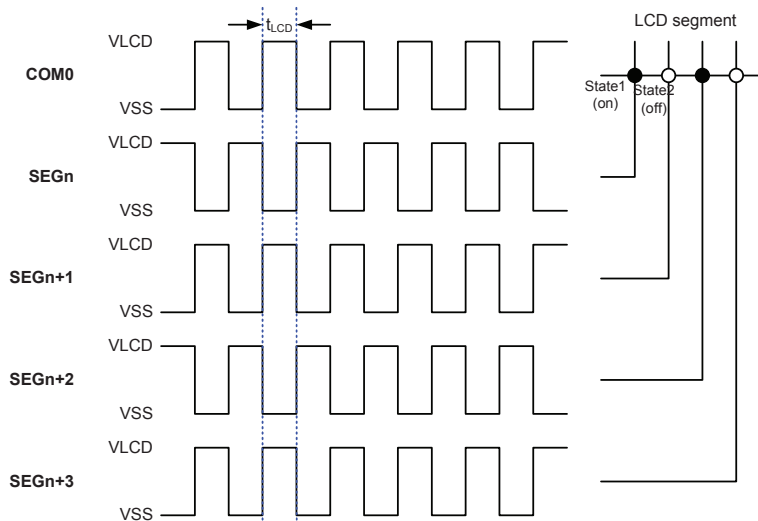 tLCD
LCD segment
VLCD
COM0
VSS
State1
(on)
State2
(off)
VLCD
SEGn
VSS
VLCD
SEGn+1
VSS
VLCD
SEGn+2
VSS
VLCD
SEGn+3
VSS